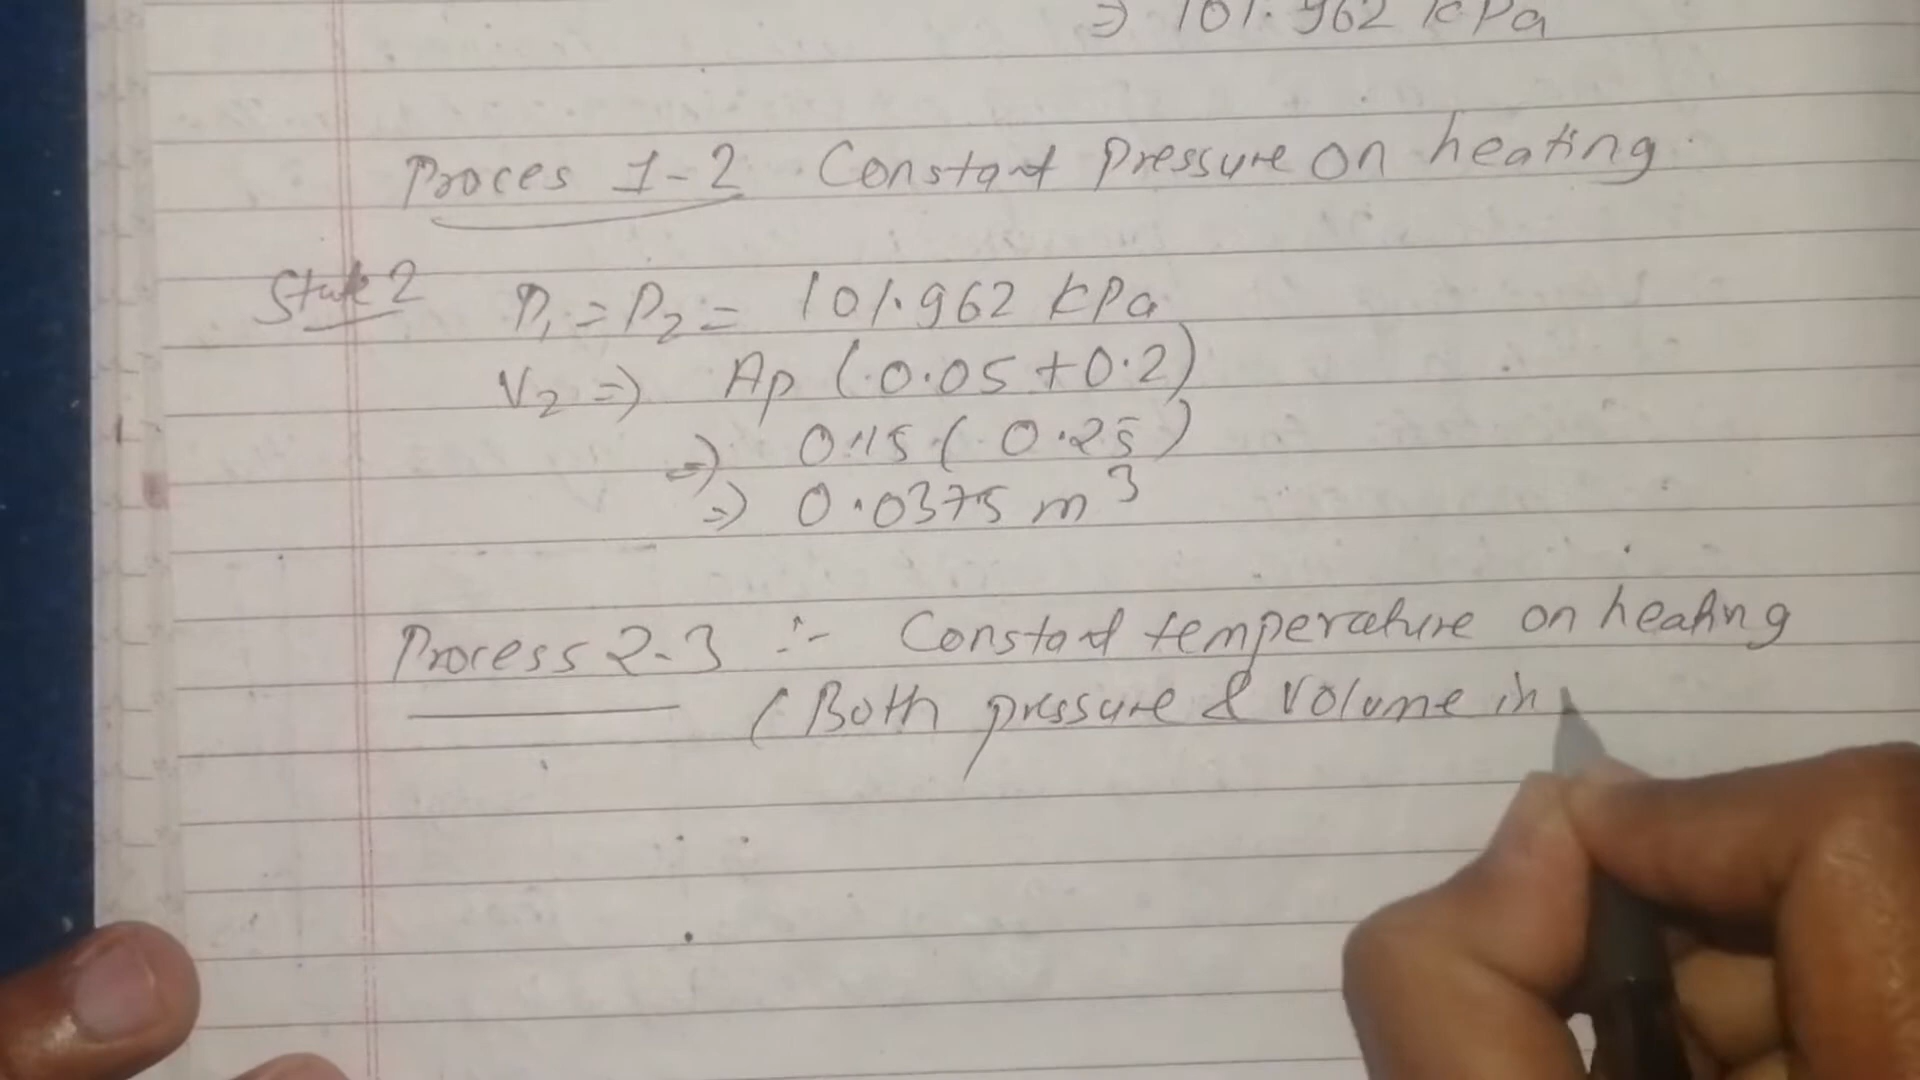 ⇒ 101.962 kPa
Proces 1-2 Constant Pressure on heating
State 2 P₁ = P₂ = 101.962 kPa
V₂ ⇒ Ap (0.05+0.2)
⇒ 0.15 (0.25)
⇒ 0.0375 m³
Process 2-3 :- Constant temperature on heating
(Both pressure & volume in